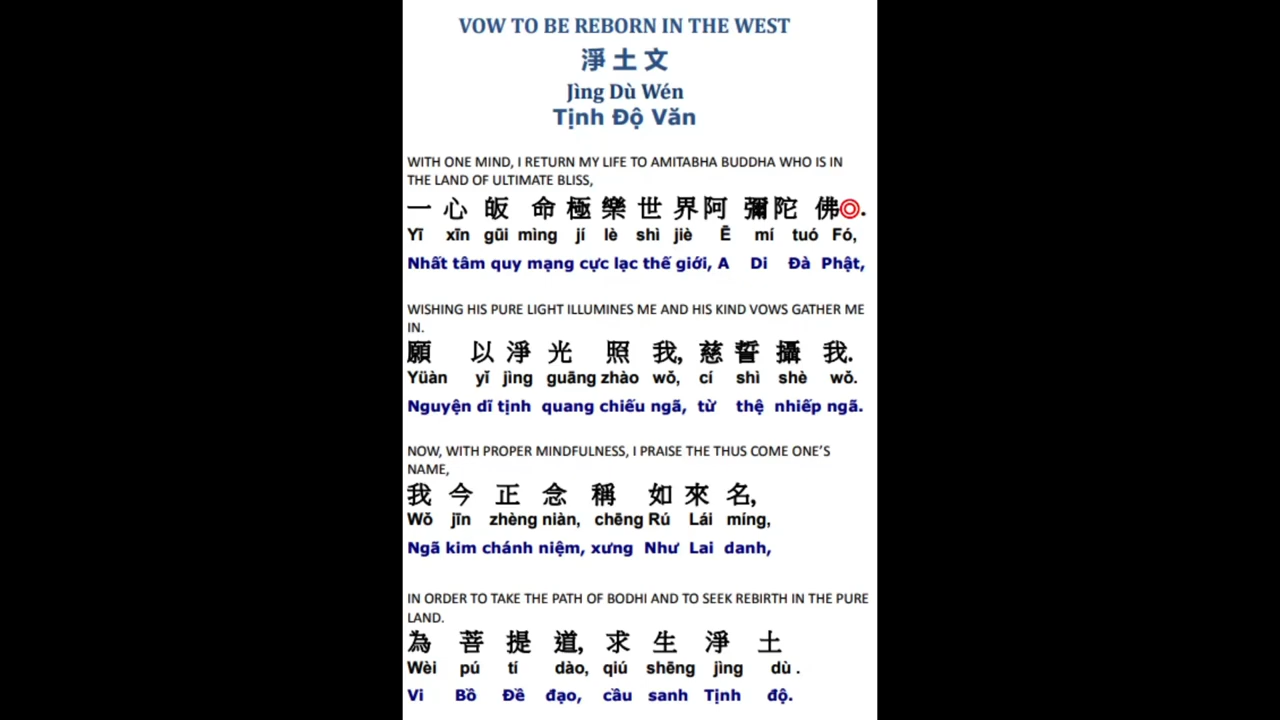 VOW TO BE REBORN IN THE WEST
淨 土 文
Jìng Dù Wén
Tịnh Độ Văn
WITH ONE MIND, I RETURN MY LIFE TO AMITABHA BUDDHA WHO IS IN
THE LAND OF ULTIMATE BLISS,
一 心 皈 命 極 樂 世 界 阿 彌 陀 佛◎.
Yī xīn gūi mìng jí lè shì jiè Ē mí tuó Fó,
Nhất tâm quy mạng cực lạc thế giới, A Di Đà Phật,
WISHING HIS PURE LIGHT ILLUMINES ME AND HIS KIND VOWS GATHER ME
IN.
願 以 淨 光 照 我, 慈 誓 攝 我.
Yüàn yǐ jìng guāng zhào wǒ, cí shì shè wǒ.
Nguyện dĩ tịnh quang chiếu ngã, từ thệ nhiếp ngã.
NOW, WITH PROPER MINDFULNESS, I PRAISE THE THUS COME ONE’S
NAME,
我 今 正 念 稱 如 來 名,
Wǒ jīn zhèng niàn, chēng Rú Lái míng,
Ngã kim chánh niệm, xưng Như Lai danh,
IN ORDER TO TAKE THE PATH OF BODHI AND TO SEEK REBIRTH IN THE PURE
LAND.
為 菩 提 道, 求 生 淨 土
Wèi pú tí dào, qiú shēng jìng dù .
Vi Bồ Đề đạo, cầu sanh Tịnh độ.